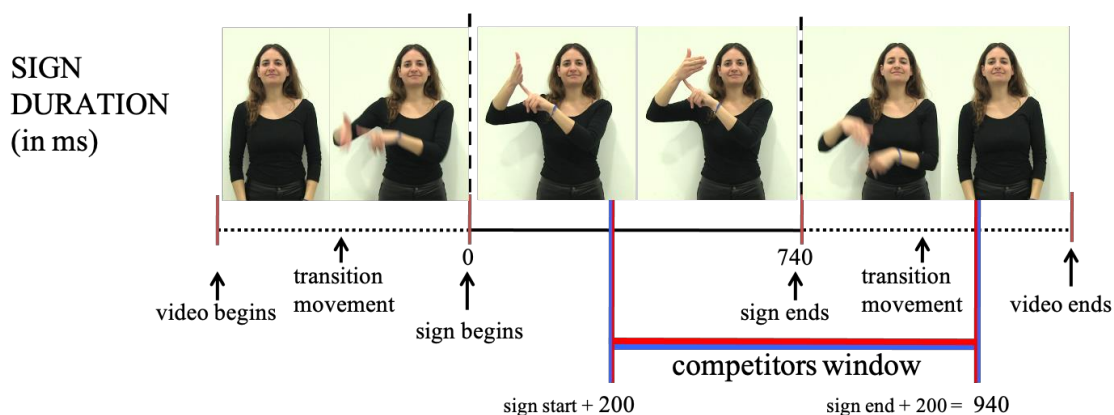 SIGN
DURATION
(in ms)
0
740
transition
movement
transition
movement
video begins
sign begins
sign ends
video ends
competitors window
sign start + 200
sign end + 200 = 940